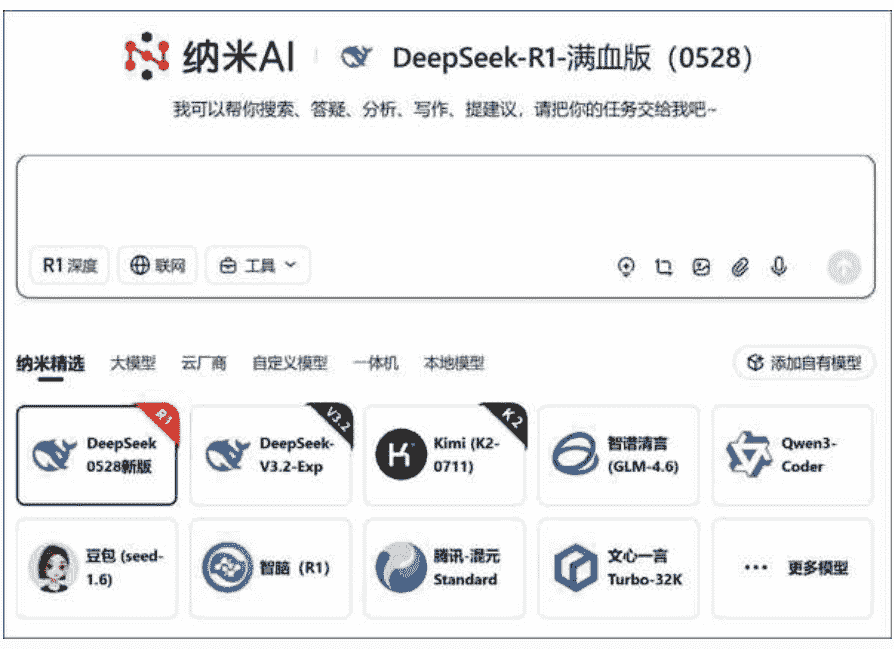 纳米AI | DeepSeek-R1-满血版（0528）
我可以帮你搜索、答疑、分析、写作、提建议，请把你的任务交给我吧~
R1 深度 联网 工具
纳米精选 大模型 云厂商 自定义模型 一体机 本地模型 添加自有模型
DeepSeek
0528新版
R1
DeepSeek-
V3.2-Exp
V3.2
Kimi (K2-
0711)
K2
智谱清言
(GLM-4.6)
Qwen3-
Coder
豆包 (seed-
1.6)
智脑（R1）
腾讯-混元
Standard
文心一言
Turbo-32K
··· 更多模型